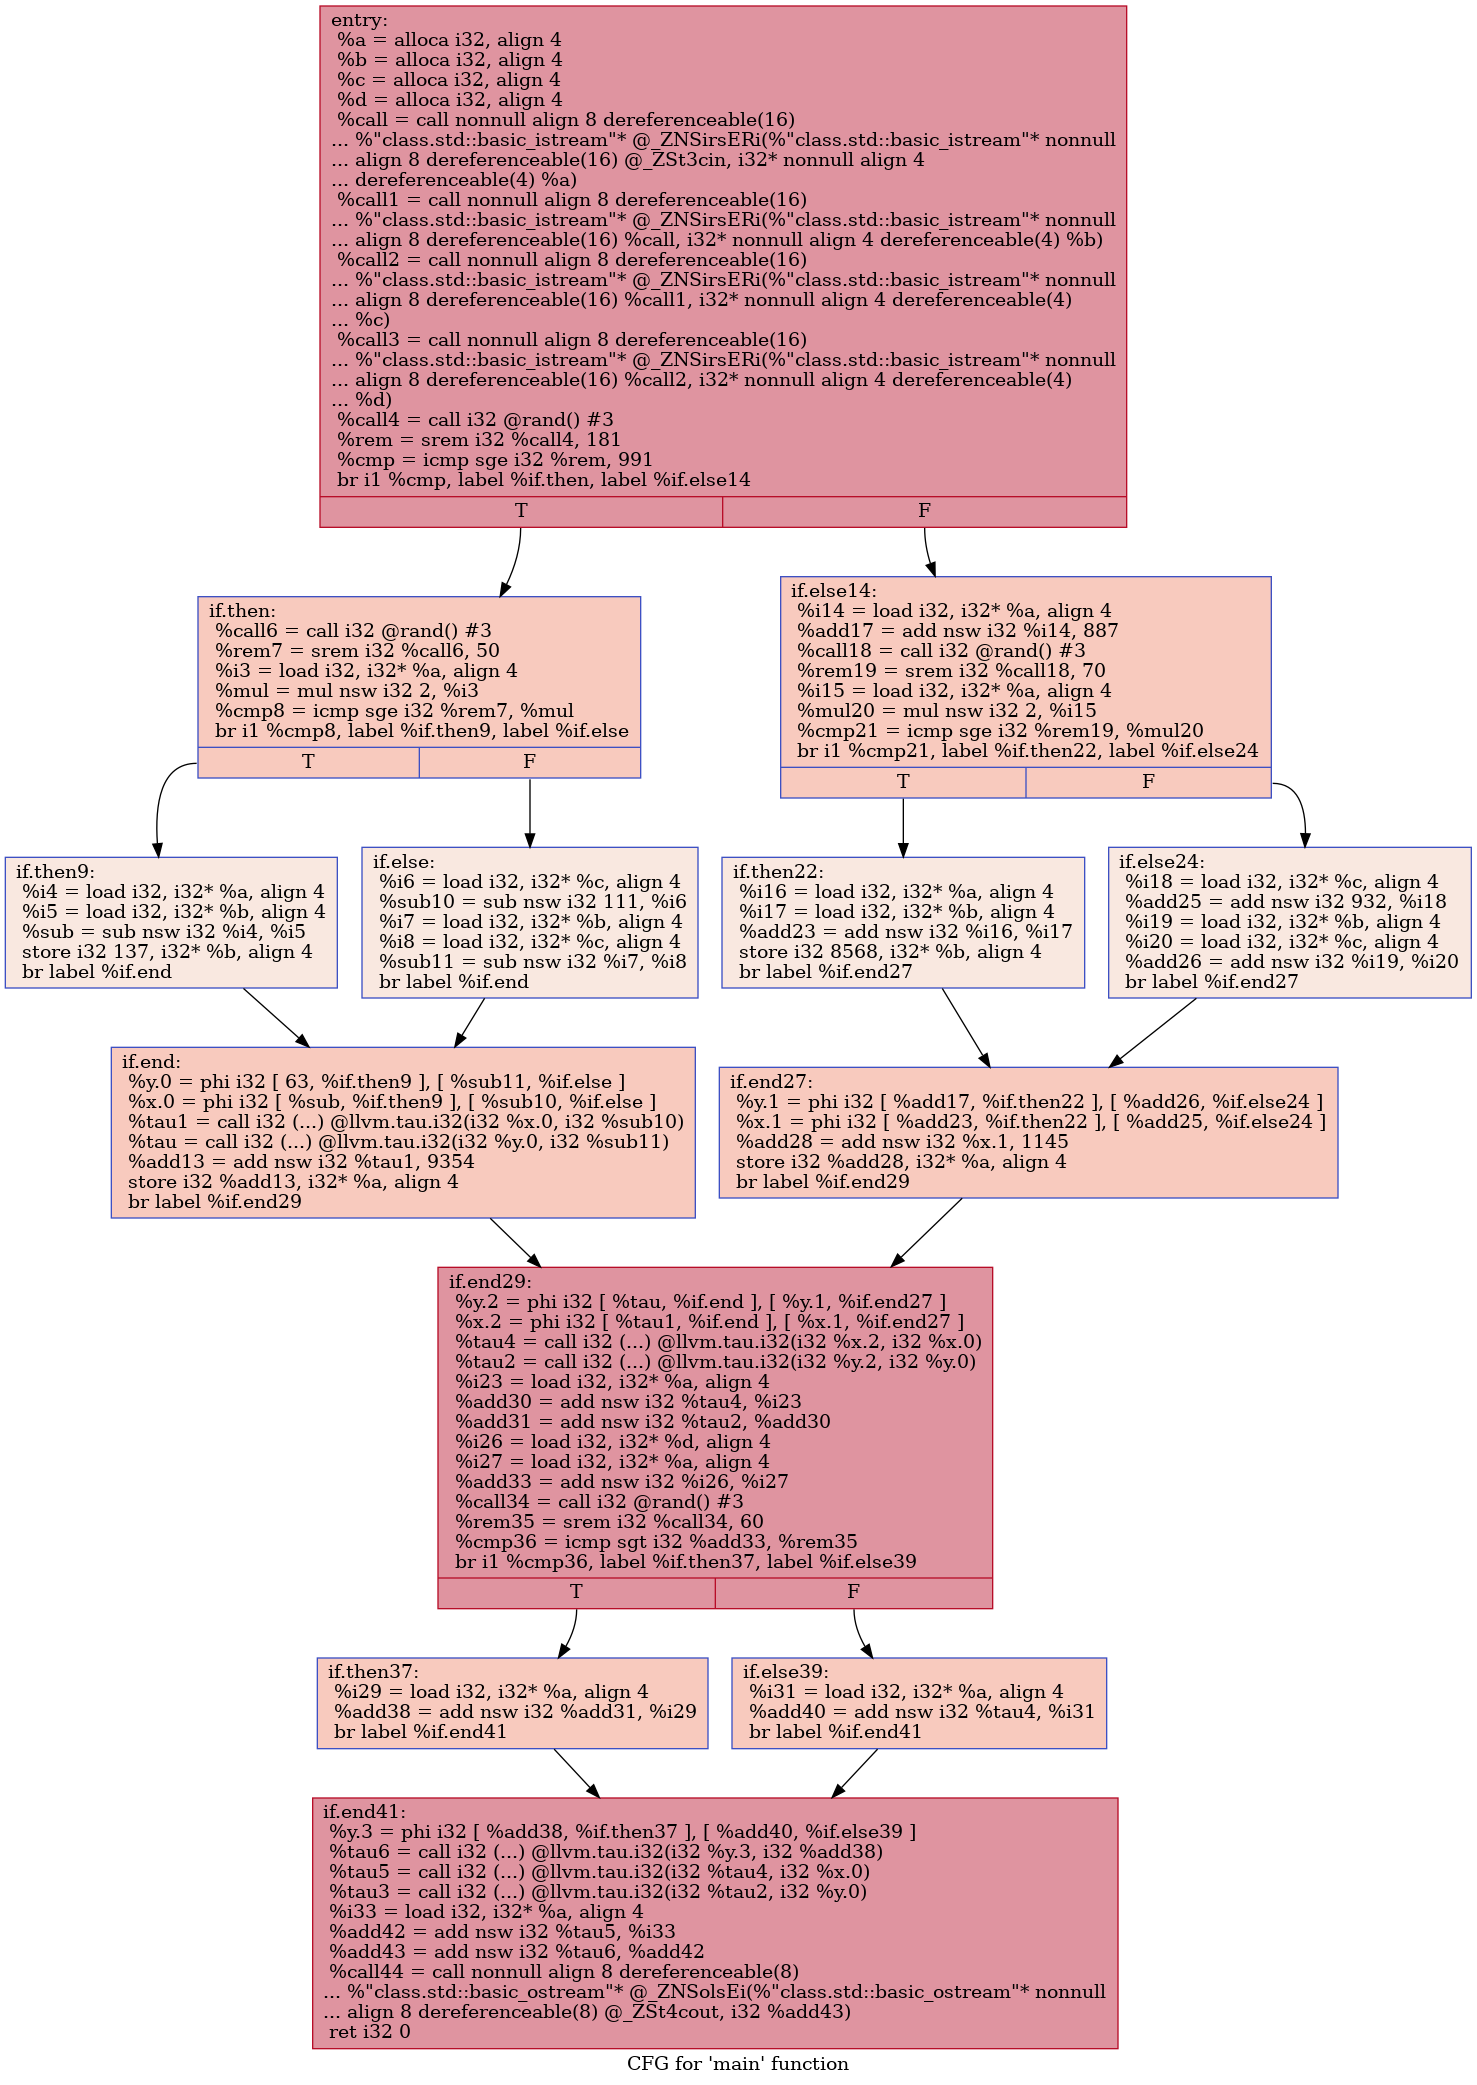 entry:
%a = alloca i32, align 4
%b = alloca i32, align 4
%c = alloca i32, align 4
%d = alloca i32, align 4
%call = call nonnull align 8 dereferenceable(16)
... %"class.std::basic_istream"* @_ZNSirsERi(%"class.std::basic_istream"* nonnull
... align 8 dereferenceable(16) @_ZSt3cin, i32* nonnull align 4
... dereferenceable(4) %a)
%call1 = call nonnull align 8 dereferenceable(16)
... %"class.std::basic_istream"* @_ZNSirsERi(%"class.std::basic_istream"* nonnull
... align 8 dereferenceable(16) %call, i32* nonnull align 4 dereferenceable(4) %b)
%call2 = call nonnull align 8 dereferenceable(16)
... %"class.std::basic_istream"* @_ZNSirsERi(%"class.std::basic_istream"* nonnull
... align 8 dereferenceable(16) %call1, i32* nonnull align 4 dereferenceable(4)
... %c)
%call3 = call nonnull align 8 dereferenceable(16)
... %"class.std::basic_istream"* @_ZNSirsERi(%"class.std::basic_istream"* nonnull
... align 8 dereferenceable(16) %call2, i32* nonnull align 4 dereferenceable(4)
... %d)
%call4 = call i32 @rand() #3
%rem = srem i32 %call4, 181
%cmp = icmp sge i32 %rem, 991
br i1 %cmp, label %if.then, label %if.else14
T
F
if.then:
%call6 = call i32 @rand() #3
%rem7 = srem i32 %call6, 50
%i3 = load i32, i32* %a, align 4
%mul = mul nsw i32 2, %i3
%cmp8 = icmp sge i32 %rem7, %mul
br i1 %cmp8, label %if.then9, label %if.else
T
F
if.else14:
%i14 = load i32, i32* %a, align 4
%add17 = add nsw i32 %i14, 887
%call18 = call i32 @rand() #3
%rem19 = srem i32 %call18, 70
%i15 = load i32, i32* %a, align 4
%mul20 = mul nsw i32 2, %i15
%cmp21 = icmp sge i32 %rem19, %mul20
br i1 %cmp21, label %if.then22, label %if.else24
T
F
if.then9:
%i4 = load i32, i32* %a, align 4
%i5 = load i32, i32* %b, align 4
%sub = sub nsw i32 %i4, %i5
store i32 137, i32* %b, align 4
br label %if.end
if.else:
%i6 = load i32, i32* %c, align 4
%sub10 = sub nsw i32 111, %i6
%i7 = load i32, i32* %b, align 4
%i8 = load i32, i32* %c, align 4
%sub11 = sub nsw i32 %i7, %i8
br label %if.end
if.then22:
%i16 = load i32, i32* %a, align 4
%i17 = load i32, i32* %b, align 4
%add23 = add nsw i32 %i16, %i17
store i32 8568, i32* %b, align 4
br label %if.end27
if.else24:
%i18 = load i32, i32* %c, align 4
%add25 = add nsw i32 932, %i18
%i19 = load i32, i32* %b, align 4
%i20 = load i32, i32* %c, align 4
%add26 = add nsw i32 %i19, %i20
br label %if.end27
if.end:
%y.0 = phi i32 [ 63, %if.then9 ], [ %sub11, %if.else ]
%x.0 = phi i32 [ %sub, %if.then9 ], [ %sub10, %if.else ]
%tau1 = call i32 (...) @llvm.tau.i32(i32 %x.0, i32 %sub10)
%tau = call i32 (...) @llvm.tau.i32(i32 %y.0, i32 %sub11)
%add13 = add nsw i32 %tau1, 9354
store i32 %add13, i32* %a, align 4
br label %if.end29
if.end27:
%y.1 = phi i32 [ %add17, %if.then22 ], [ %add26, %if.else24 ]
%x.1 = phi i32 [ %add23, %if.then22 ], [ %add25, %if.else24 ]
%add28 = add nsw i32 %x.1, 1145
store i32 %add28, i32* %a, align 4
br label %if.end29
if.end29:
%y.2 = phi i32 [ %tau, %if.end ], [ %y.1, %if.end27 ]
%x.2 = phi i32 [ %tau1, %if.end ], [ %x.1, %if.end27 ]
%tau4 = call i32 (...) @llvm.tau.i32(i32 %x.2, i32 %x.0)
%tau2 = call i32 (...) @llvm.tau.i32(i32 %y.2, i32 %y.0)
%i23 = load i32, i32* %a, align 4
%add30 = add nsw i32 %tau4, %i23
%add31 = add nsw i32 %tau2, %add30
%i26 = load i32, i32* %d, align 4
%i27 = load i32, i32* %a, align 4
%add33 = add nsw i32 %i26, %i27
%call34 = call i32 @rand() #3
%rem35 = srem i32 %call34, 60
%cmp36 = icmp sgt i32 %add33, %rem35
br i1 %cmp36, label %if.then37, label %if.else39
T
F
if.then37:
%i29 = load i32, i32* %a, align 4
%add38 = add nsw i32 %add31, %i29
br label %if.end41
if.else39:
%i31 = load i32, i32* %a, align 4
%add40 = add nsw i32 %tau4, %i31
br label %if.end41
if.end41:
%y.3 = phi i32 [ %add38, %if.then37 ], [ %add40, %if.else39 ]
%tau6 = call i32 (...) @llvm.tau.i32(i32 %y.3, i32 %add38)
%tau5 = call i32 (...) @llvm.tau.i32(i32 %tau4, i32 %x.0)
%tau3 = call i32 (...) @llvm.tau.i32(i32 %tau2, i32 %y.0)
%i33 = load i32, i32* %a, align 4
%add42 = add nsw i32 %tau5, %i33
%add43 = add nsw i32 %tau6, %add42
%call44 = call nonnull align 8 dereferenceable(8)
... %"class.std::basic_ostream"* @_ZNSolsEi(%"class.std::basic_ostream"* nonnull
... align 8 dereferenceable(8) @_ZSt4cout, i32 %add43)
ret i32 0
CFG for 'main' function